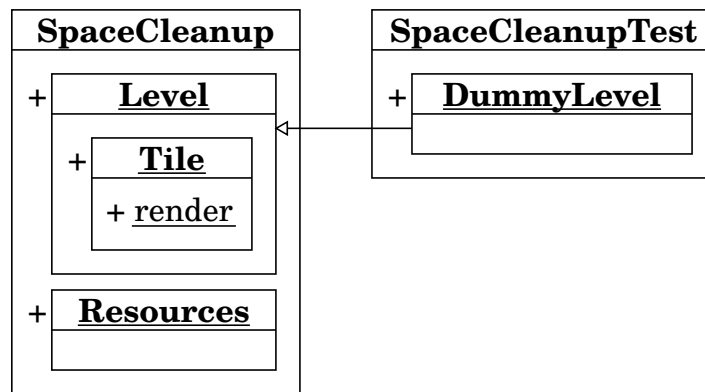 SpaceCleanup
+ Level
+ Tile
+ render
+ Resources
SpaceCleanupTest
+ DummyLevel